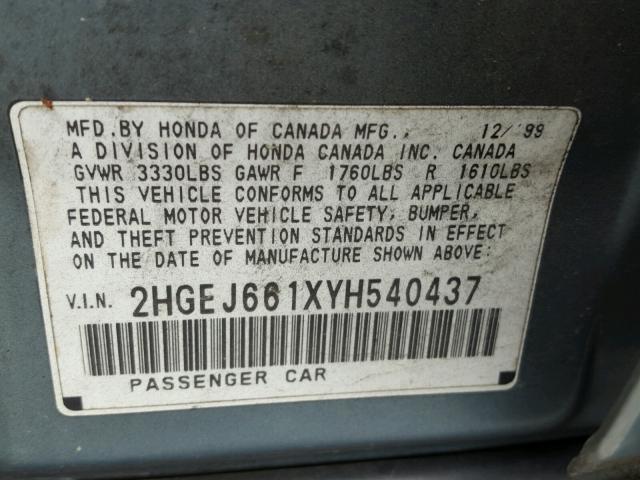 MFD.BY HONDA OF CANADA MFG., 12/'99
A DIVISION OF HONDA CANADA INC. CANADA
GVWR 3330LBS GAWR F 1760LBS R 1610LBS
THIS VEHICLE CONFORMS TO ALL APPLICABLE
FEDERAL MOTOR VEHICLE SAFETY, BUMPER,
AND THEFT PREVENTION STANDARDS IN EFFECT
ON THE DATE OF MANUFACTURE SHOWN ABOVE:
V.I.N. 2HGEJ661XYH540437
PASSENGER CAR